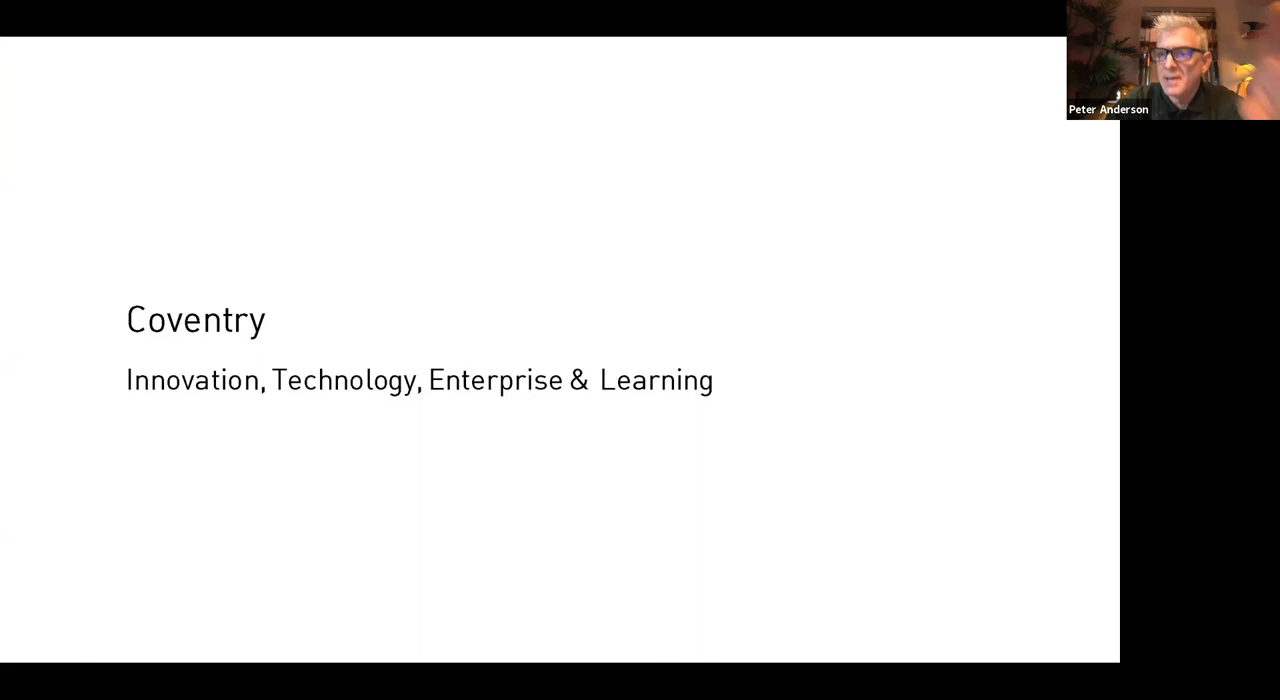 Peter Anderson
Coventry
Innovation, Technology, Enterprise & Learning